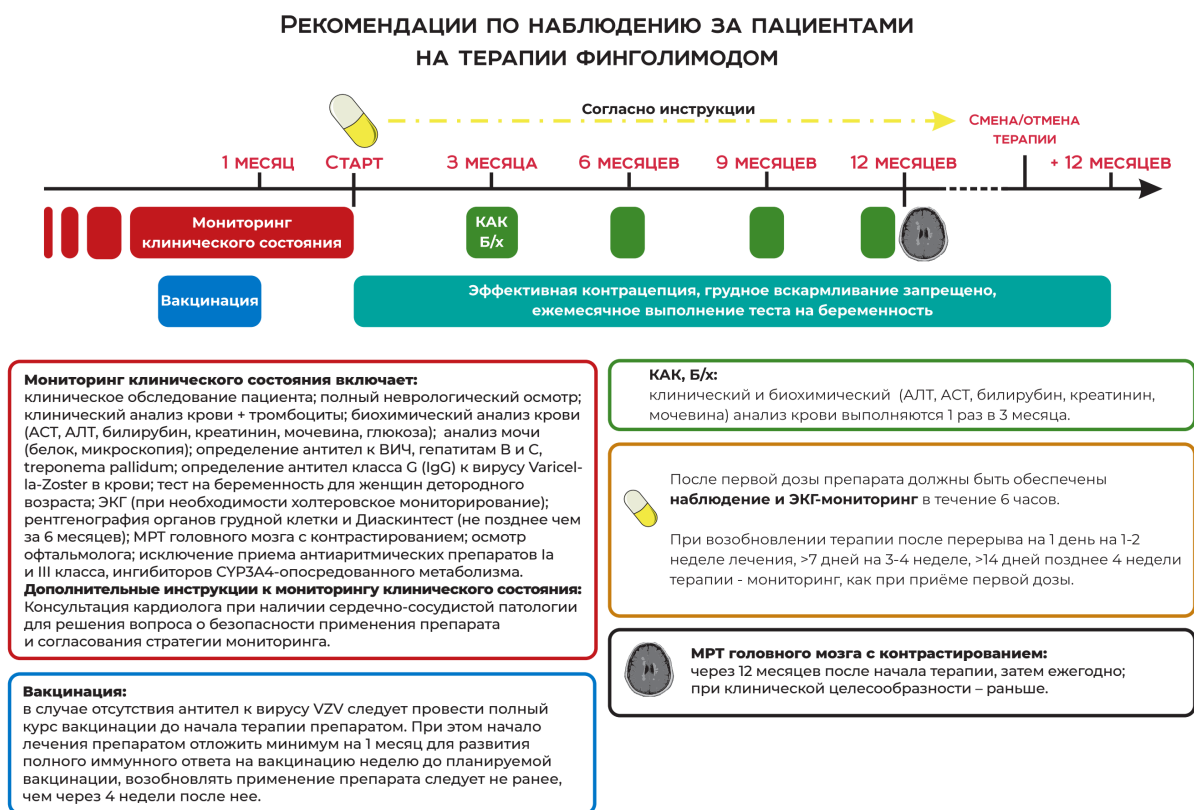 Рекомендации по наблюдению за пациентами
на терапии финголимодом
Согласно инструкции
Смена/отмена
терапии
1 месяц
Старт
3 месяца
6 месяцев
9 месяцев
12 месяцев
+ 12 месяцев
Мониторинг
клинического состояния
КАК
Б/х
Вакцинация
Эффективная контрацепция, грудное вскармливание запрещено,
ежемесячное выполнение теста на беременность
Мониторинг клинического состояния включает:
клиническое обследование пациента; полный неврологический осмотр;
клинический анализ крови + тромбоциты; биохимический анализ крови
(АСТ, АЛТ, билирубин, креатинин, мочевина, глюкоза); анализ мочи
(белок, микроскопия); определение антител к ВИЧ, гепатитам В и С,
treponema pallidum; определение антител класса G (IgG) к вирусу Varicel-
la-Zoster в крови; тест на беременность для женщин детородного
возраста; ЭКГ (при необходимости холтеровское мониторирование);
рентгенография органов грудной клетки и Диаскинтест (не позднее чем
за 6 месяцев); МРТ головного мозга с контрастированием; осмотр
офтальмолога; исключение приема антиаритмических препаратов Ia
и III класса, ингибиторов CYP3A4-опосредованного метаболизма.
Дополнительные инструкции к мониторингу клинического состояния:
Консультация кардиолога при наличии сердечно-сосудистой патологии
для решения вопроса о безопасности применения препарата
и согласования стратегии мониторинга.
Вакцинация:
в случае отсутствия антител к вирусу VZV следует провести полный
курс вакцинации до начала терапии препаратом. При этом начало
лечения препаратом отложить минимум на 1 месяц для развития
полного иммунного ответа на вакцинацию неделю до планируемой
вакцинации, возобновлять применение препарата следует не ранее,
чем через 4 недели после нее.
КАК, Б/х:
клинический и биохимический (АЛТ, АСТ, билирубин, креатинин,
мочевина) анализ крови выполняются 1 раз в 3 месяца.
После первой дозы препарата должны быть обеспечены
наблюдение и ЭКГ-мониторинг в течение 6 часов.
При возобновлении терапии после перерыва на 1 день на 1-2
неделе лечения, >7 дней на 3-4 неделе, >14 дней позднее 4 недели
терапии - мониторинг, как при приёме первой дозы.
МРТ головного мозга с контрастированием:
через 12 месяцев после начала терапии, затем ежегодно;
при клинической целесообразности – раньше.